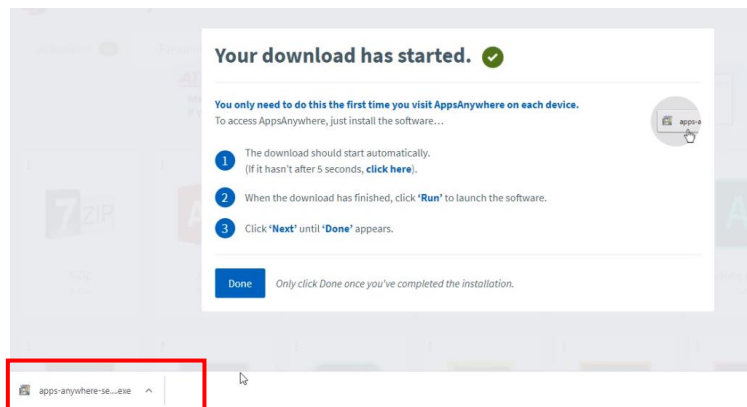 Your download has started.
You only need to do this the first time you visit AppsAnywhere on each device.
To access AppsAnywhere, just install the software…
apps-a
1 The download should start automatically.
(If it hasn't after 5 seconds, click here).
2 When the download has finished, click ‘Run’ to launch the software.
3 Click ‘Next’ until ‘Done’ appears.
7 ZIP
Done Only click Done once you've completed the installation.
apps-anywhere-se....exe